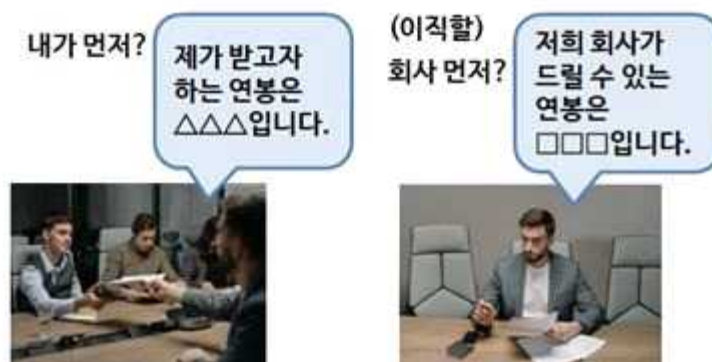 내가 먼저?
제가 받고자
하는 연봉은
△△△입니다.
(이직할)
회사 먼저?
저희 회사가
드릴 수 있는
연봉은
□□□입니다.